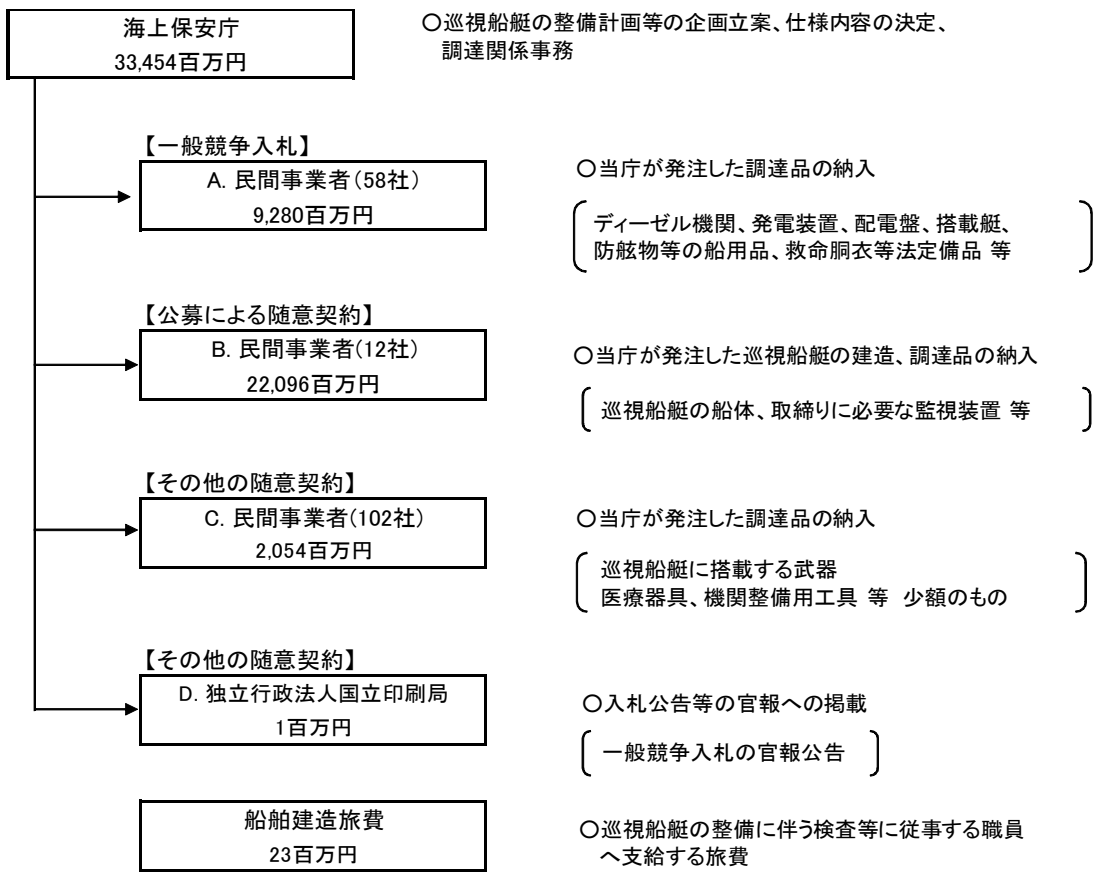 海上保安庁
33,454百万円
〇巡視船艇の整備計画等の企画立案、仕様内容の決定、
調達関係事務
【一般競争入札】
A. 民間事業者(58社)
9,280百万円
〇当庁が発注した調達品の納入
ディーゼル機関、発電装置、配電盤、搭載艇、
防舷物等の船用品、救命胴衣等法定備品 等
【公募による随意契約】
B. 民間事業者(12社)
22,096百万円
〇当庁が発注した巡視船艇の建造、調達品の納入
巡視船艇の船体、取締りに必要な監視装置 等
【その他の随意契約】
C. 民間事業者(102社)
2,054百万円
〇当庁が発注した調達品の納入
巡視船艇に搭載する武器
医療器具、機関整備用工具 等 少額のもの
【その他の随意契約】
D. 独立行政法人国立印刷局
1百万円
〇入札公告等の官報への掲載
一般競争入札の官報公告
船舶建造旅費
23百万円
〇巡視船艇の整備に伴う検査等に従事する職員
へ支給する旅費